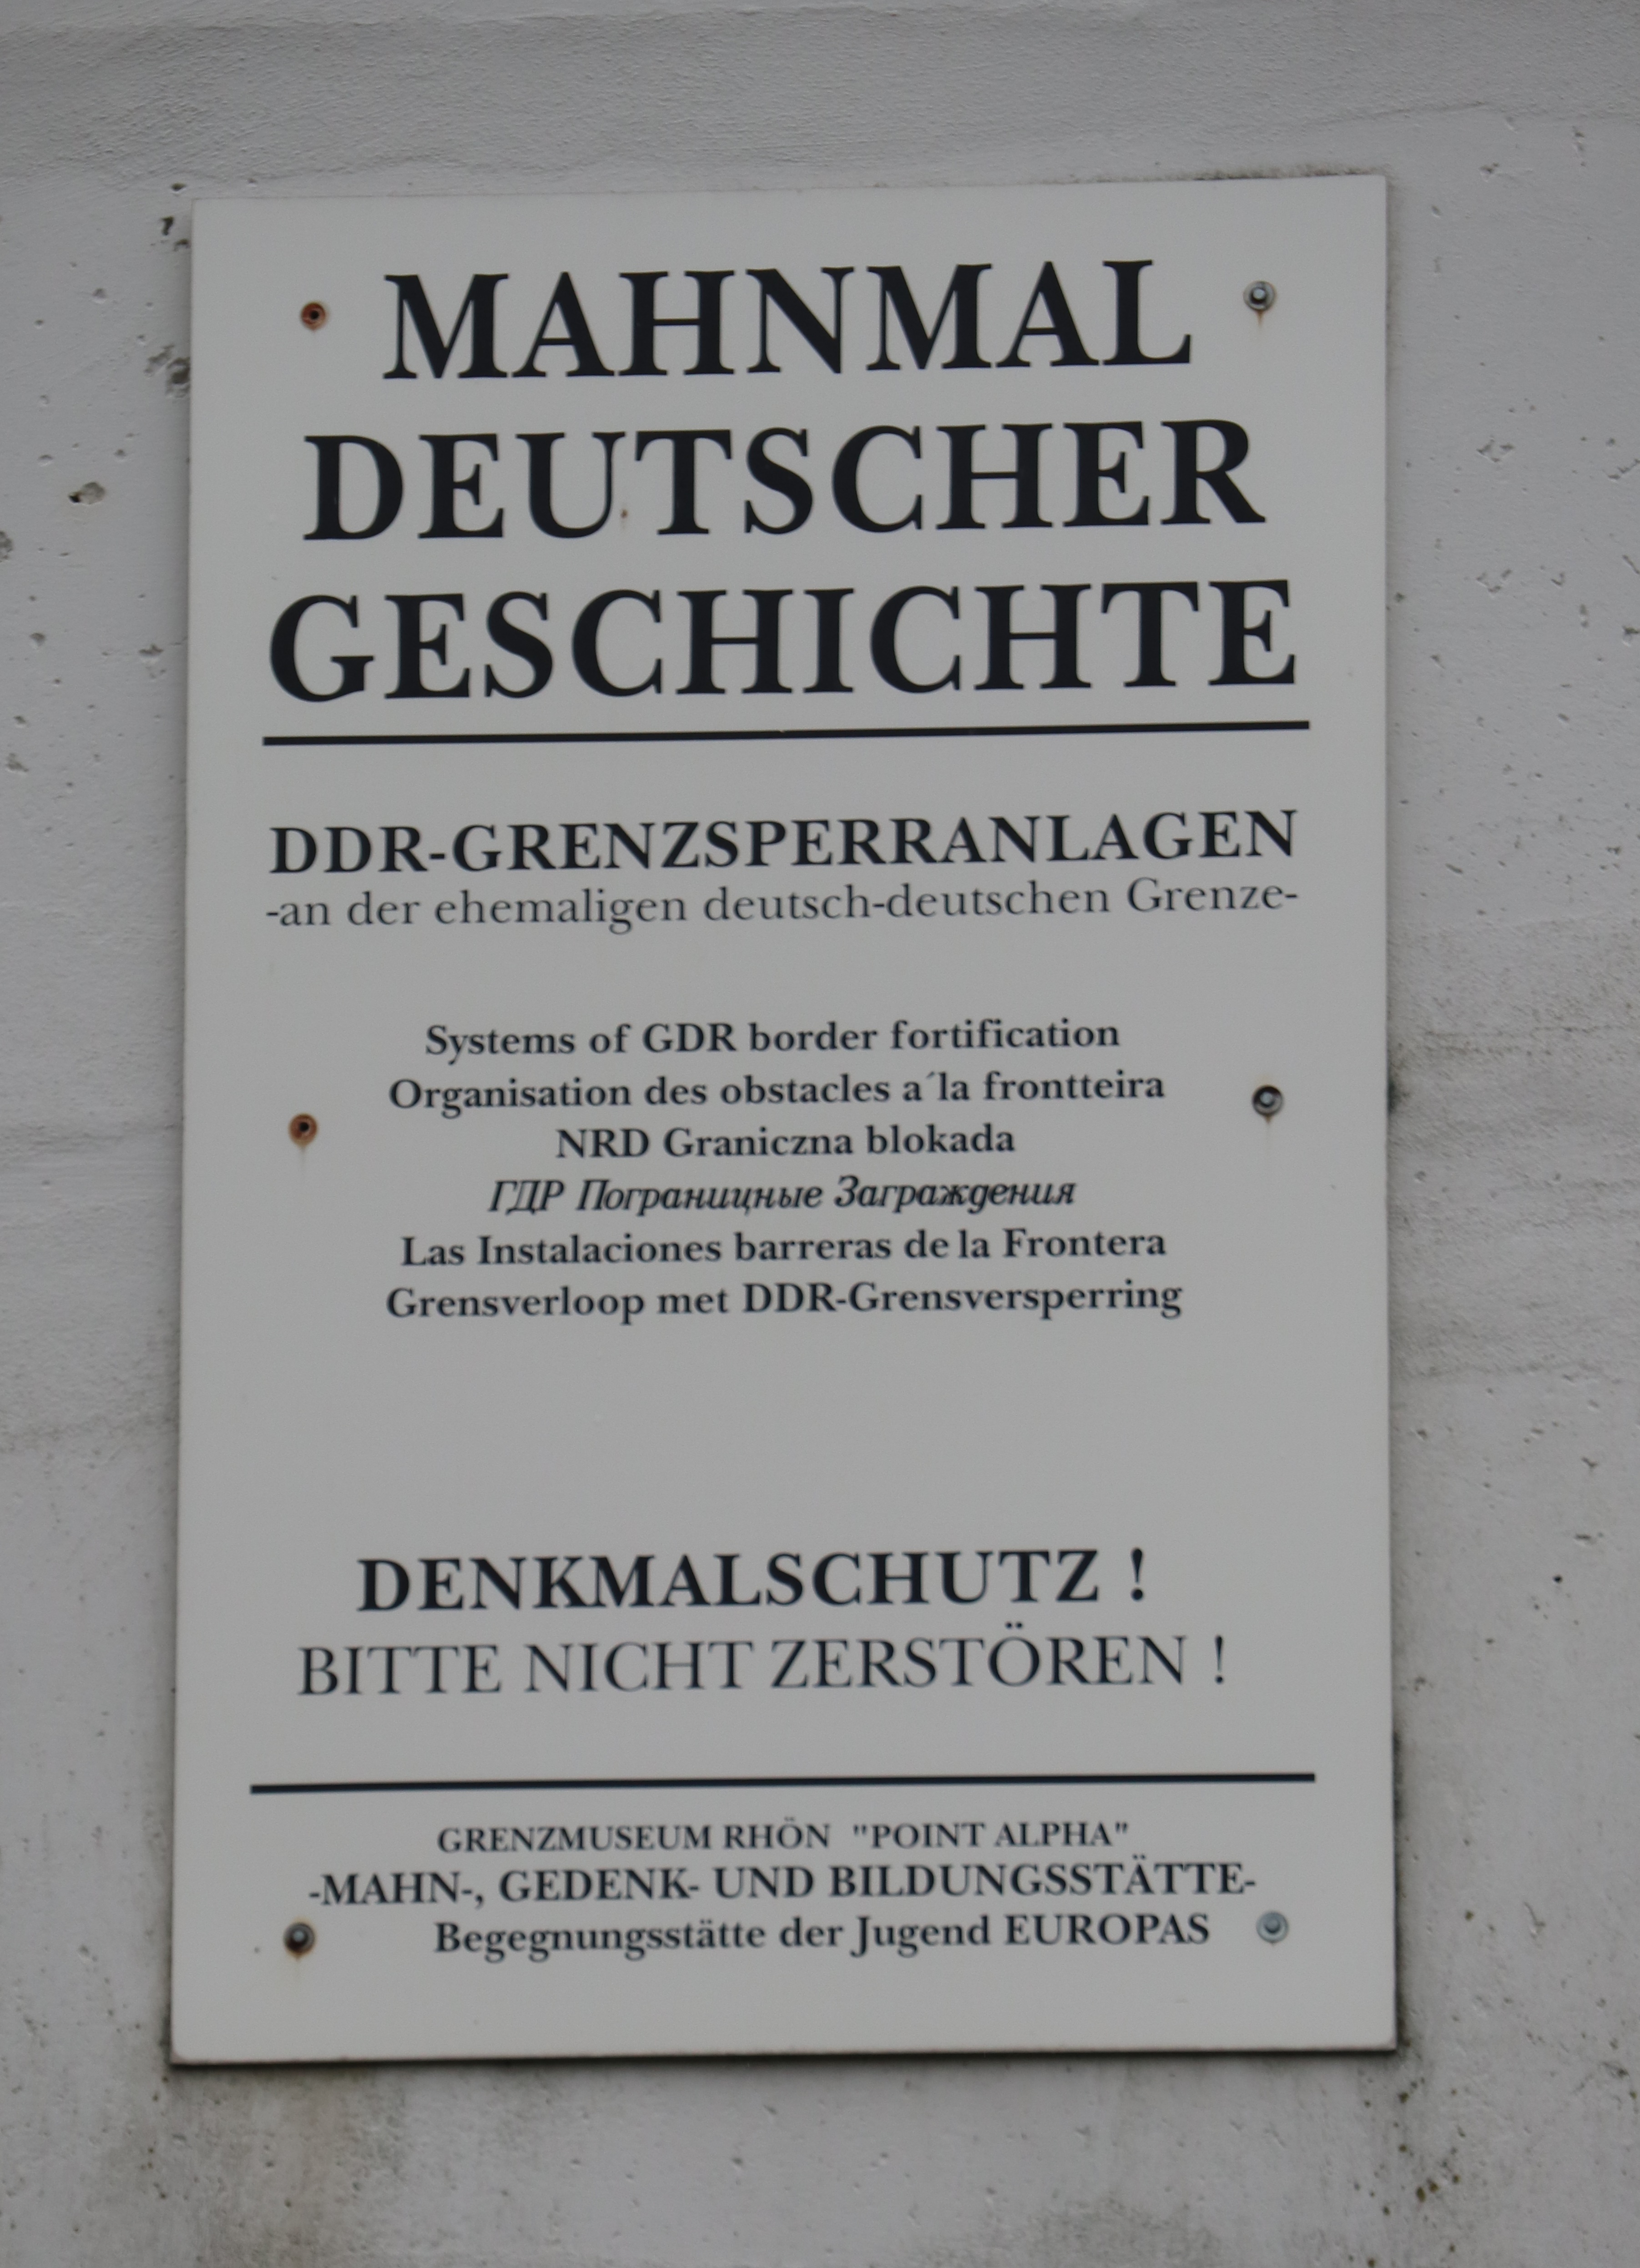 MAHNMAL
DEUTSCHER
GESCHICHTE
DDR-GRENZSPERRANLAGEN
-an der ehemaligen deutsch-deutschen Grenze-
Systems of GDR border fortification
Organisation des obstacles a´la frontteira
NRD Graniczna blokada
ГДР Пограницные Заграждения
Las Instalaciones barreras de la Frontera
Grensverloop met DDR-Grensversperring
DENKMALSCHUTZ !
BITTE NICHT ZERSTÖREN !
GRENZMUSEUM RHÖN "POINT ALPHA"
-MAHN-, GEDENK- UND BILDUNGSSTÄTTE-
Begegnungsstätte der Jugend EUROPAS